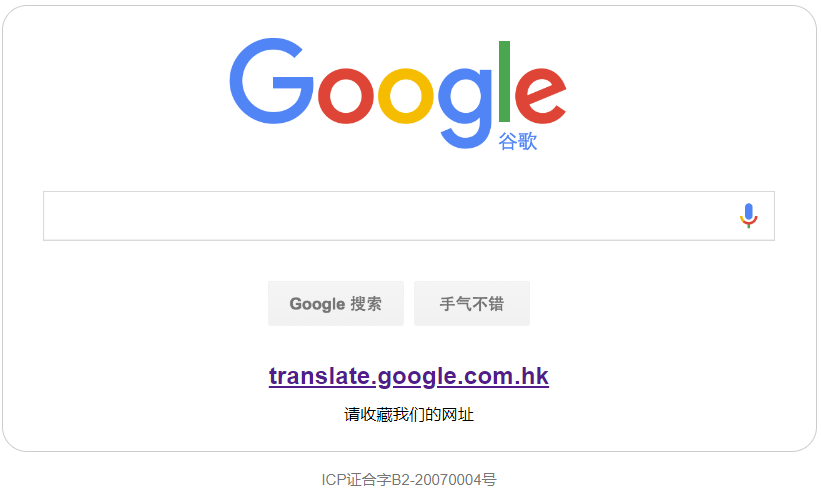 Google
谷歌
Google 搜索
手气不错
translate.google.com.hk
请收藏我们的网址
ICP证合字B2-20070004号